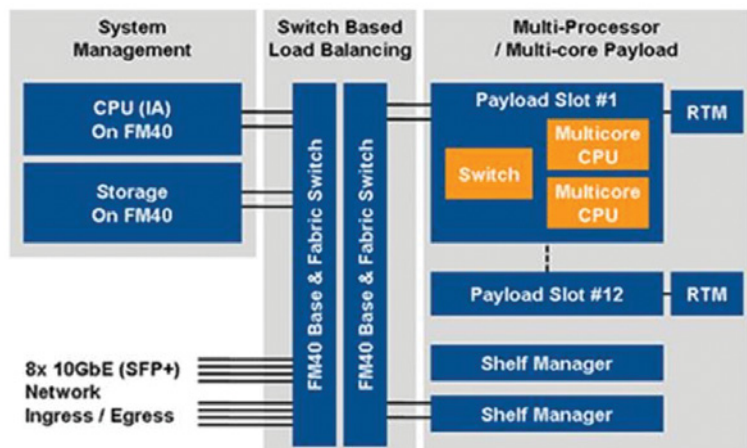 System
Management
CPU (IA)
On FM40
Storage
On FM40
8x 10GbE (SFP+)
Network
Ingress / Egress
Switch Based
Load Balancing
FM40 Base & Fabric Switch
FM40 Base & Fabric Switch
Multi-Processor
/ Multi-core Payload
Payload Slot #1
Switch
Multicore
CPU
Multicore
CPU
RTM
Payload Slot #12
RTM
Shelf Manager
Shelf Manager